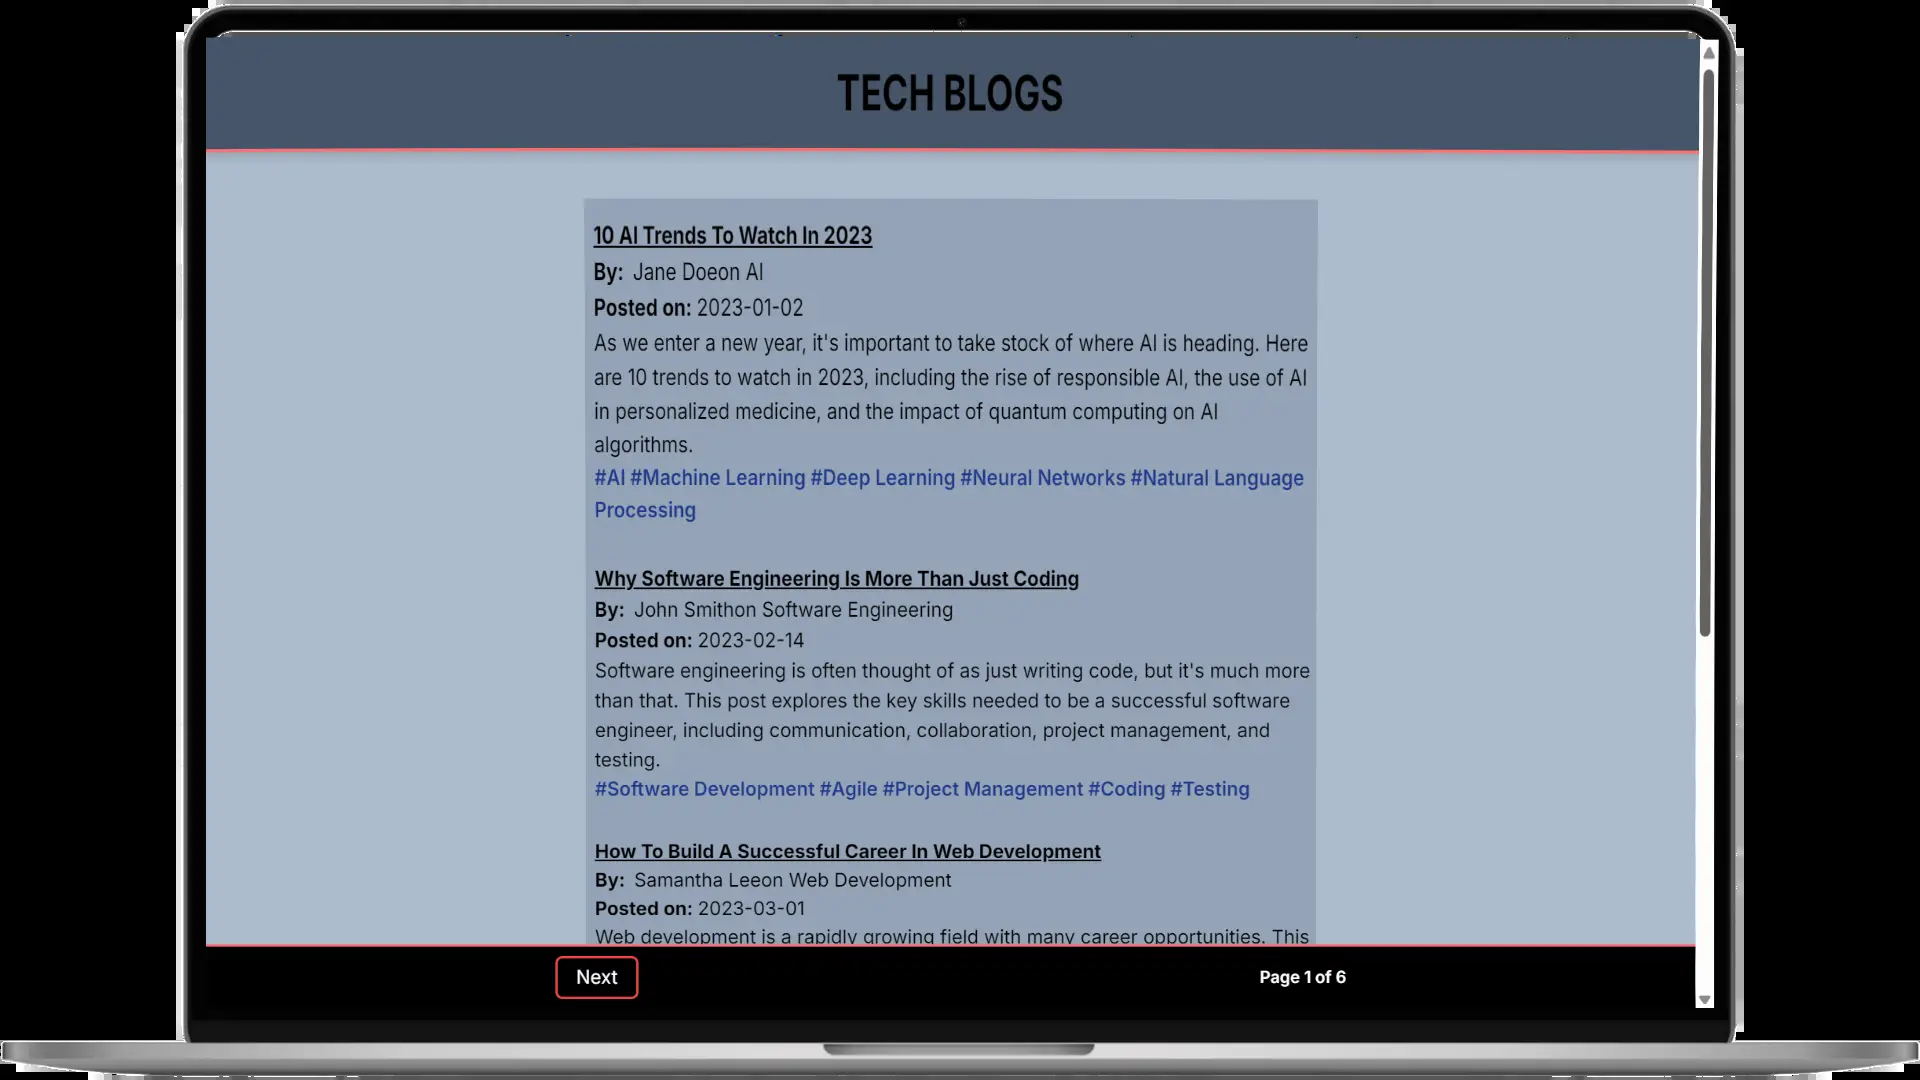 TECH BLOGS
10 AI Trends To Watch In 2023
By: Jane Doeon AI
Posted on: 2023-01-02
As we enter a new year, it's important to take stock of where AI is heading. Here
are 10 trends to watch in 2023, including the rise of responsible AI, the use of AI
in personalized medicine, and the impact of quantum computing on AI
algorithms.
#AI #Machine Learning #Deep Learning #Neural Networks #Natural Language
Processing
Why Software Engineering Is More Than Just Coding
By: John Smithon Software Engineering
Posted on: 2023-02-14
Software engineering is often thought of as just writing code, but it's much more
than that. This post explores the key skills needed to be a successful software
engineer, including communication, collaboration, project management, and
testing.
#Software Development #Agile #Project Management #Coding #Testing
How To Build A Successful Career In Web Development
By: Samantha Leeon Web Development
Posted on: 2023-03-01
Web development is a rapidly growing field with many career opportunities. This
Next
Page 1 of 6